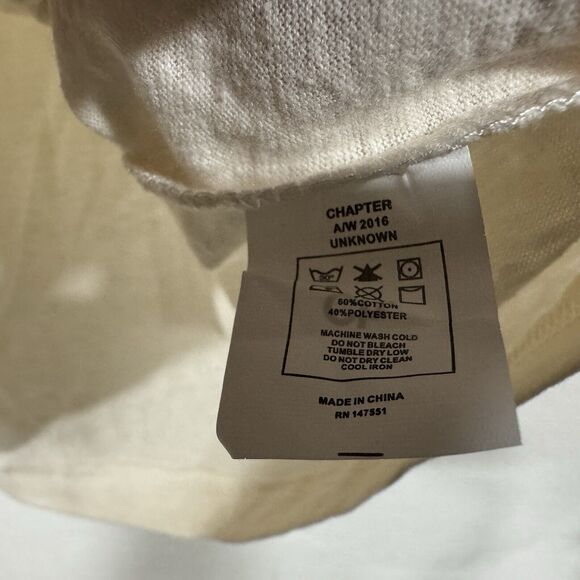 CHAPTER
A/W 2016
UNKNOWN
60%COTTON
40%POLYESTER
MACHINE WASH COLD
DO NOT BLEACH
TUMBLE DRY LOW
DO NOT DRY CLEAN
COOL IRON
MADE IN CHINA
RN 147551